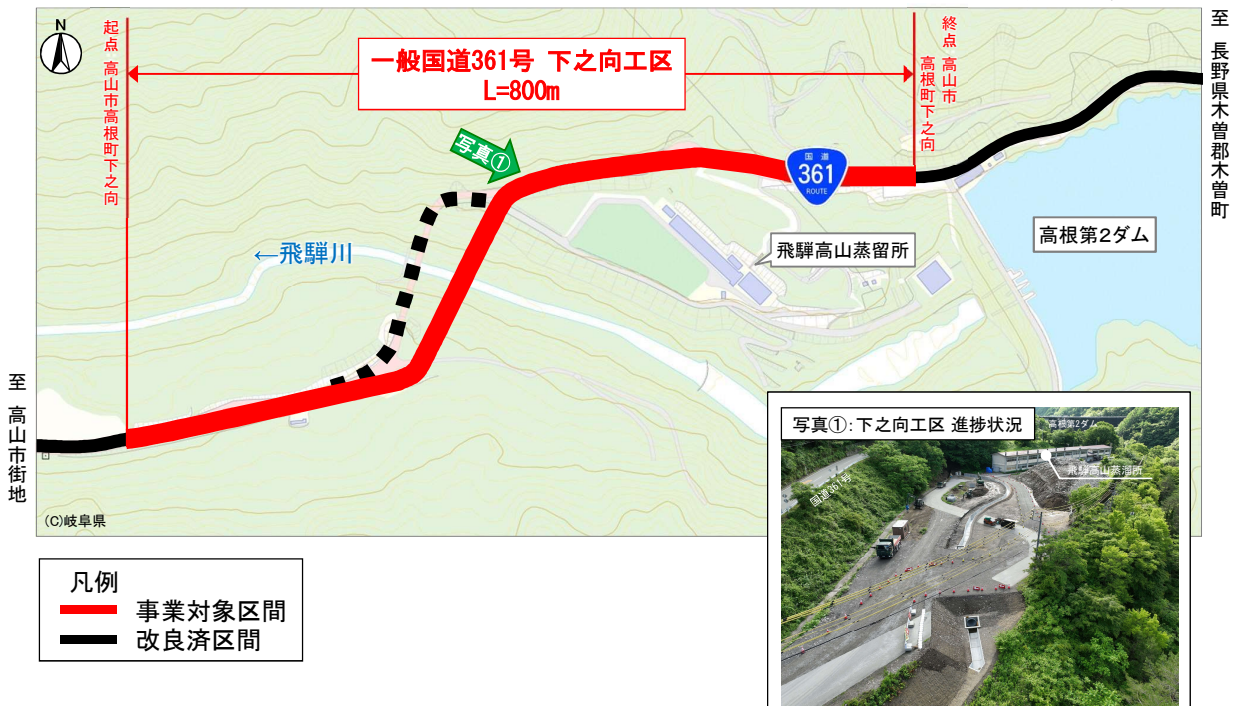 N
起点 高山市高根町下之向
一般国道361号 下之向工区
L=800m
終点 高山市
高根町下之向
至 長野県木曽郡木曽町
写真①
国道
361
ROUTE
←飛騨川
飛騨高山蒸留所
高根第2ダム
至 高山市街地
(C)岐阜県
写真①:下之向工区 進捗状況
高根第2ダム
飛騨高山蒸溜所
国道361号
凡例
事業対象区間
改良済区間